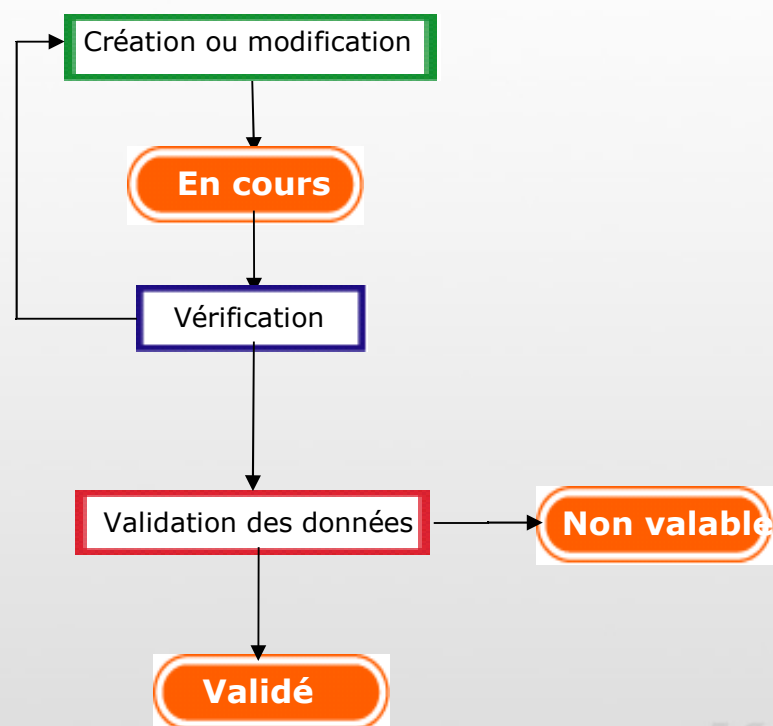 Création ou modification
En cours
Vérification
Validation des données
Non valable
Validé